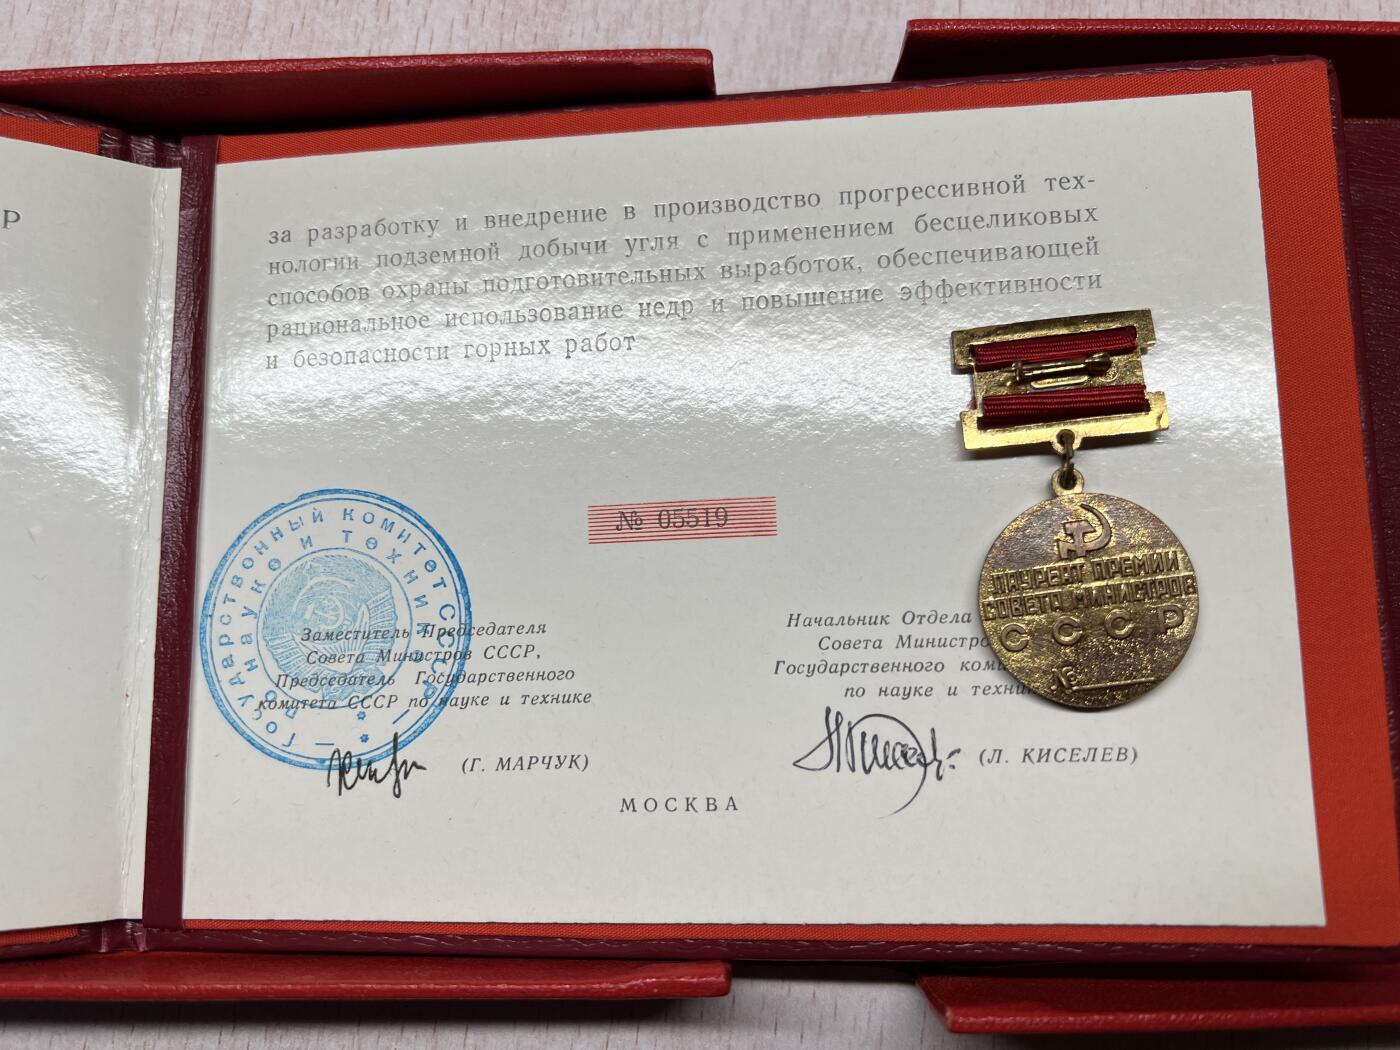 Р
за разработку и внедрение в производство прогрессивной тех-
нологии подземной добычи угля с применением бесцеликовых
способов охраны подготовительных выработок, обеспечивающей
рациональное использование недр и повышение эффективности
и безопасности горных работ
№ 05519
ГОСУДАРСТВЕННЫЙ КОМИТЕТ СССР
ПО НАУКЕ И ТЕХНИКЕ
Заместитель Председателя
Совета Министров СССР,
Председатель Государственного
комитета СССР по науке и технике
(Г. МАРЧУК)
Начальник Отдела
Совета
Государственного
по науке и
(Л. КИСЕЛЕВ)
МОСКВА
ЛАУРЕАТ ПРЕМИИ
СОВЕТА МИНИСТРОВ
СССР
№